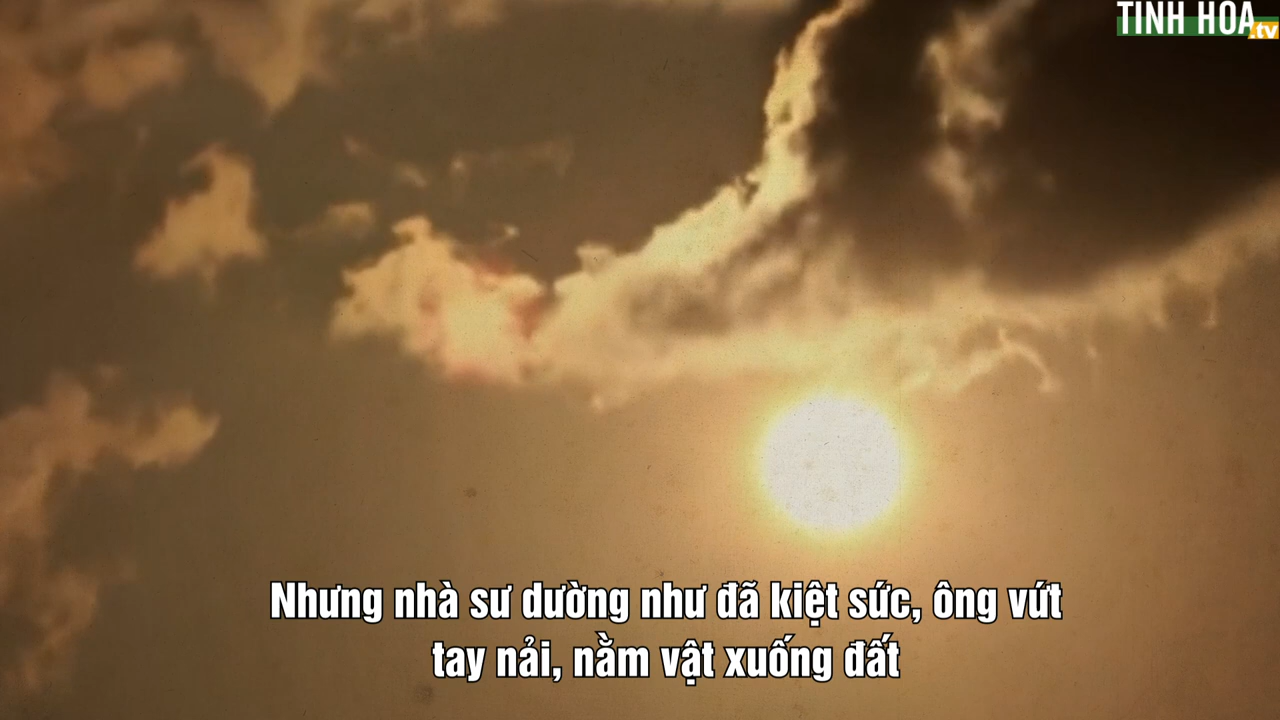 TINH HOA
.tv
Nhưng nhà sư dường như đã kiệt sức, ông vứt
tay nải, nằm vật xuống đất